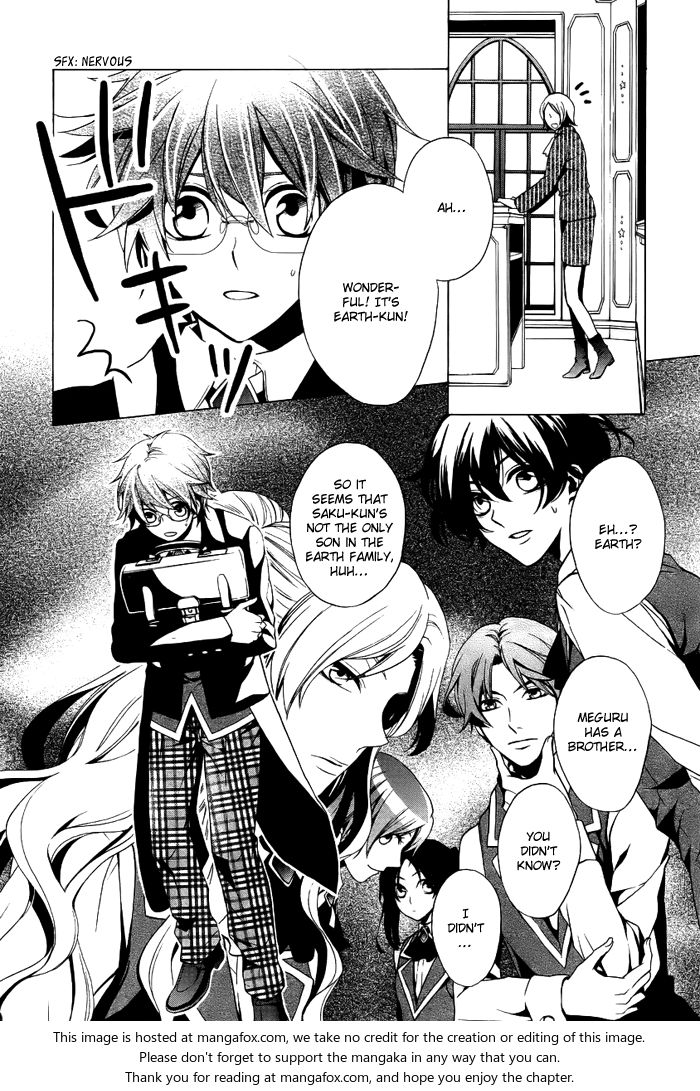 SFX: NERVOUS
AH...
WONDER-
FUL! IT'S
EARTH-KUN!
ドキッ
EH...?
EARTH?
SO IT
SEEMS THAT
SAKU-KUN'S
NOT THE ONLY
SON IN THE
EARTH FAMILY,
HUH...
MEGURU
HAS A
BROTHER...
YOU
DIDN'T
KNOW?
I
DIDN'T
...
This image is hosted at mangafox.com, we take no credit for the creation or editing of this image.
Please don't forget to support the mangaka in any way that you can.
Thank you for reading at mangafox.com, and hope you enjoy the chapter.